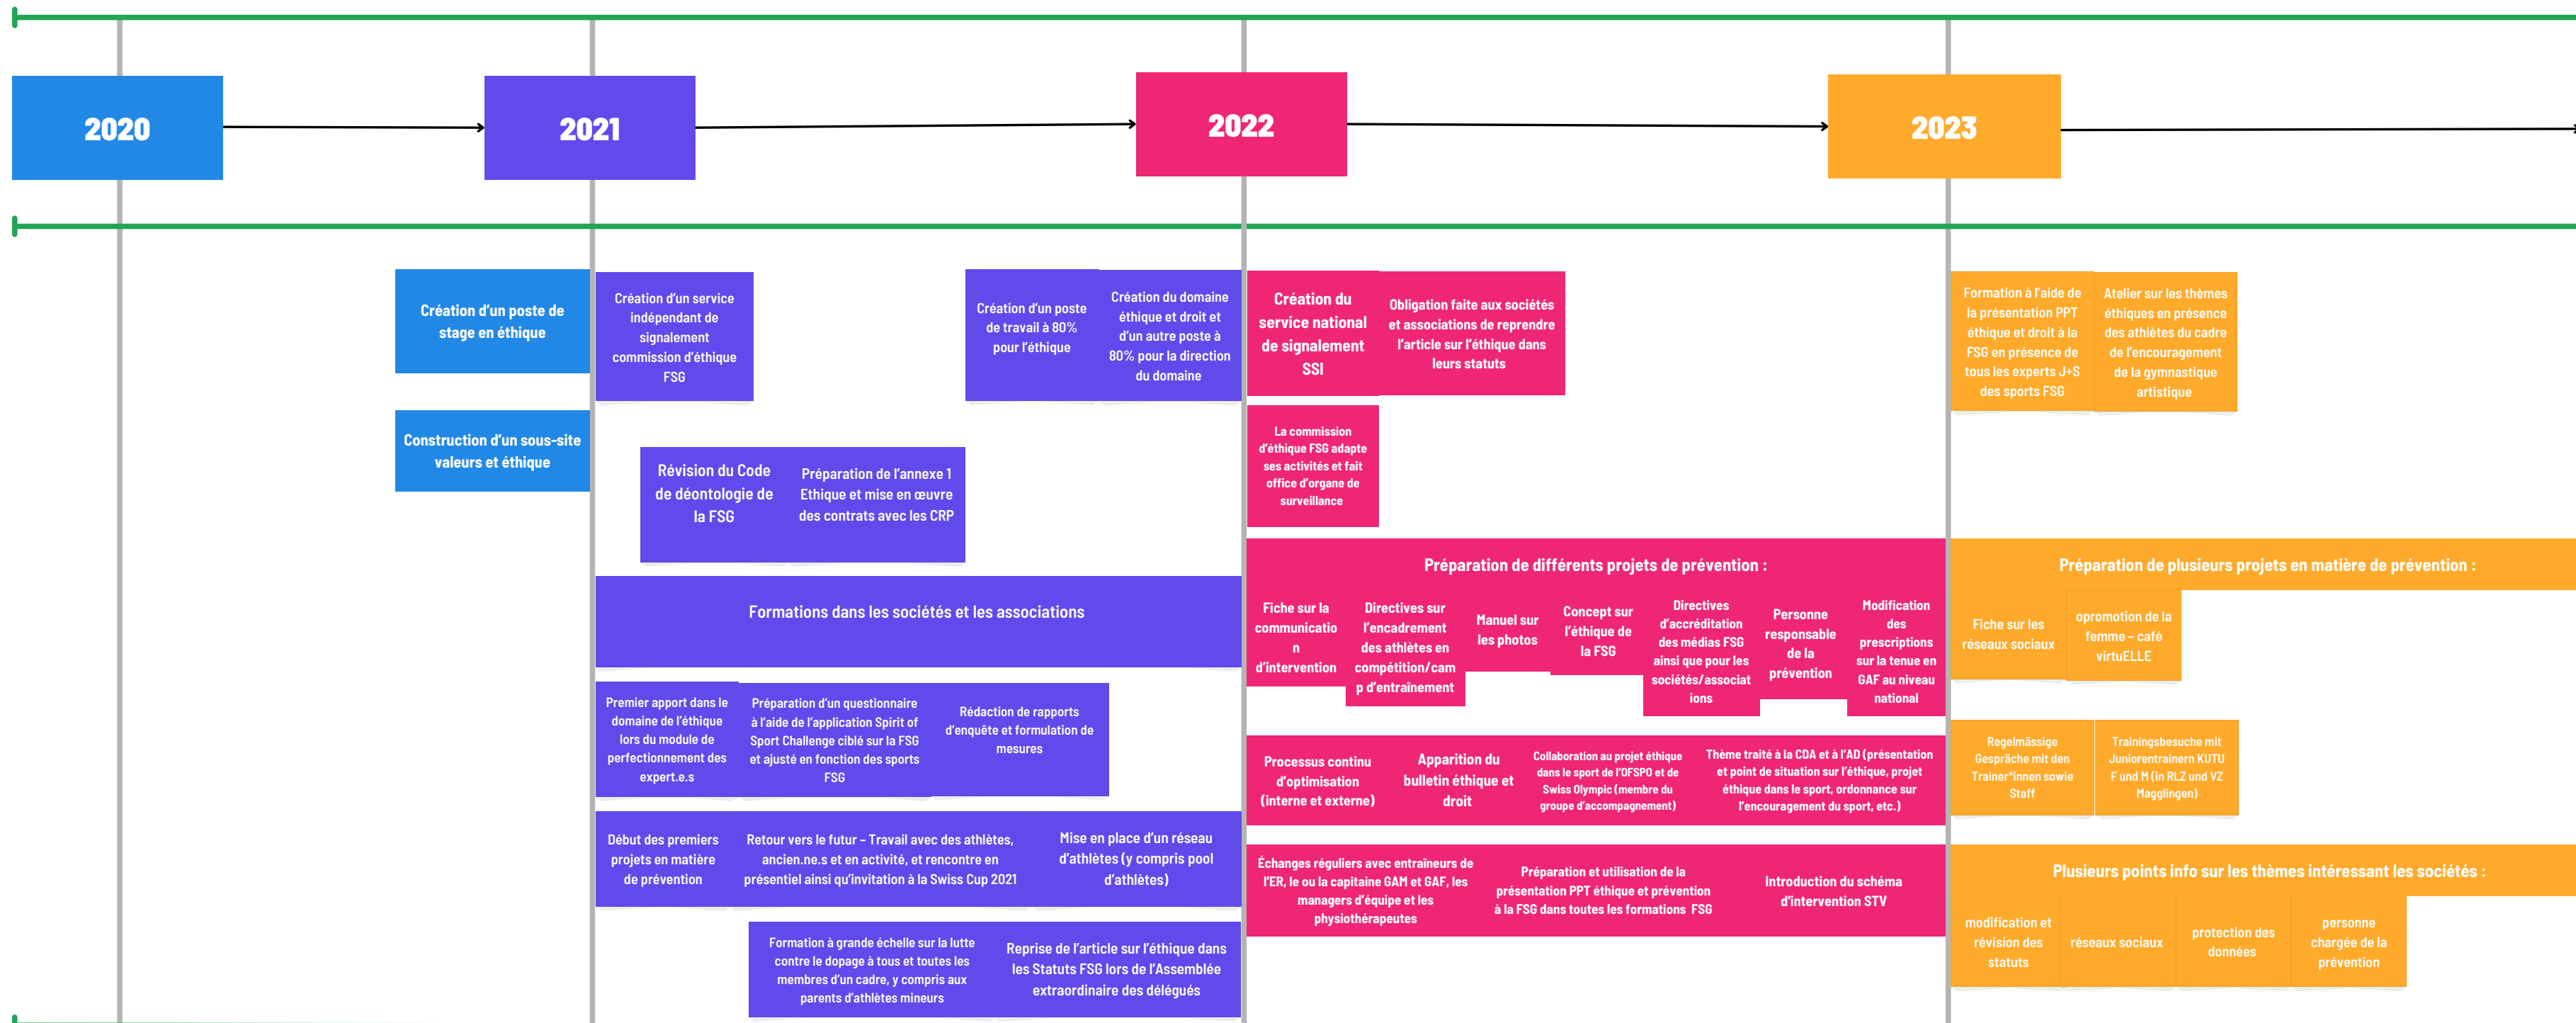 2020
2021
2022
2023
Création d'un poste de
stage en éthique
Construction d'un sous-site
valeurs et éthique
Création d'un service
indépendant de
signalement
commission d'éthique
FSG
Création d'un poste
de travail à 80%
pour l'éthique
Création du domaine
éthique et droit et
d'un autre poste à
80% pour la direction
du domaine
Révision du Code
de déontologie de
la FSG
Préparation de l'annexe 1
Ethique et mise en œuvre
des contrats avec les CRP
Formations dans les sociétés et les associations
Premier apport dans le
domaine de l'éthique
lors du module de
perfectionnement des
expert.e.s
Préparation d'un questionnaire
à l'aide de l'application Spirit of
Sport Challenge ciblé sur la FSG
et ajusté en fonction des sports
FSG
Rédaction de rapports
d'enquête et formulation de
mesures
Début des premiers
projets en matière
de prévention
Retour vers le futur – Travail avec des athlètes,
ancien.ne.s et en activité, et rencontre en
présentiel ainsi qu'invitation à la Swiss Cup 2021
Mise en place d'un réseau
d'athlètes (y compris pool
d'athlètes)
Formation à grande échelle sur la lutte
contre le dopage à tous et toutes les
membres d'un cadre, y compris aux
parents d'athlètes mineurs
Reprise de l'article sur l'éthique dans
les Statuts FSG lors de l'Assemblée
extraordinaire des délégués
Création du
service national
de signalement
SSI
Obligation faite aux sociétés
et associations de reprendre
l'article sur l'éthique dans
leurs statuts
La commission
d'éthique FSG adapte
ses activités et fait
office d'organe de
surveillance
Préparation de différents projets de prévention :
Fiche sur la
communicatio
n
d'intervention
Directives sur
l'encadrement
des athlètes en
compétition/cam
p d'entraînement
Manuel sur
les photos
Concept sur
l'éthique de
la FSG
Directives
d'accréditation
des médias FSG
ainsi que pour les
sociétés/associat
ions
Personne
responsable
de la
prévention
Modification
des
prescriptions
sur la tenue en
GAF au niveau
national
Processus continu
d'optimisation
(interne et externe)
Apparition du
bulletin éthique et
droit
Collaboration au projet éthique
dans le sport de l'OFSPO et de
Swiss Olympic (membre du
groupe d'accompagnement)
Thème traité à la CDA et à l'AD (présentation
et point de situation sur l'éthique, projet
éthique dans le sport, ordonnance sur
l'encouragement du sport, etc.)
Échanges réguliers avec entraîneurs de
l'ER, le ou la capitaine GAM et GAF, les
managers d'équipe et les
physiothérapeutes
Préparation et utilisation de la
présentation PPT éthique et prévention
à la FSG dans toutes les formations FSG
Introduction du schéma
d'intervention STV
Formation à l'aide de
la présentation PPT
éthique et droit à la
FSG en présence de
tous les experts J+S
des sports FSG
Atelier sur les thèmes
éthiques en présence
des athlètes du cadre
de l'encouragement
de la gymnastique
artistique
Préparation de plusieurs projets en matière de prévention :
Fiche sur les
réseaux sociaux
opromotion de la
femme – café
virtuELLE
Regelmässige
Gespräche mit den
Trainer*innen sowie
Staff
Trainingsbesuche mit
Juniorentrainern KUTU
F und M (in RLZ und VZ
Magglingen)
Plusieurs points info sur les thèmes intéressant les sociétés :
modification et
révision des
statuts
réseaux sociaux
protection des
données
personne
chargée de la
prévention